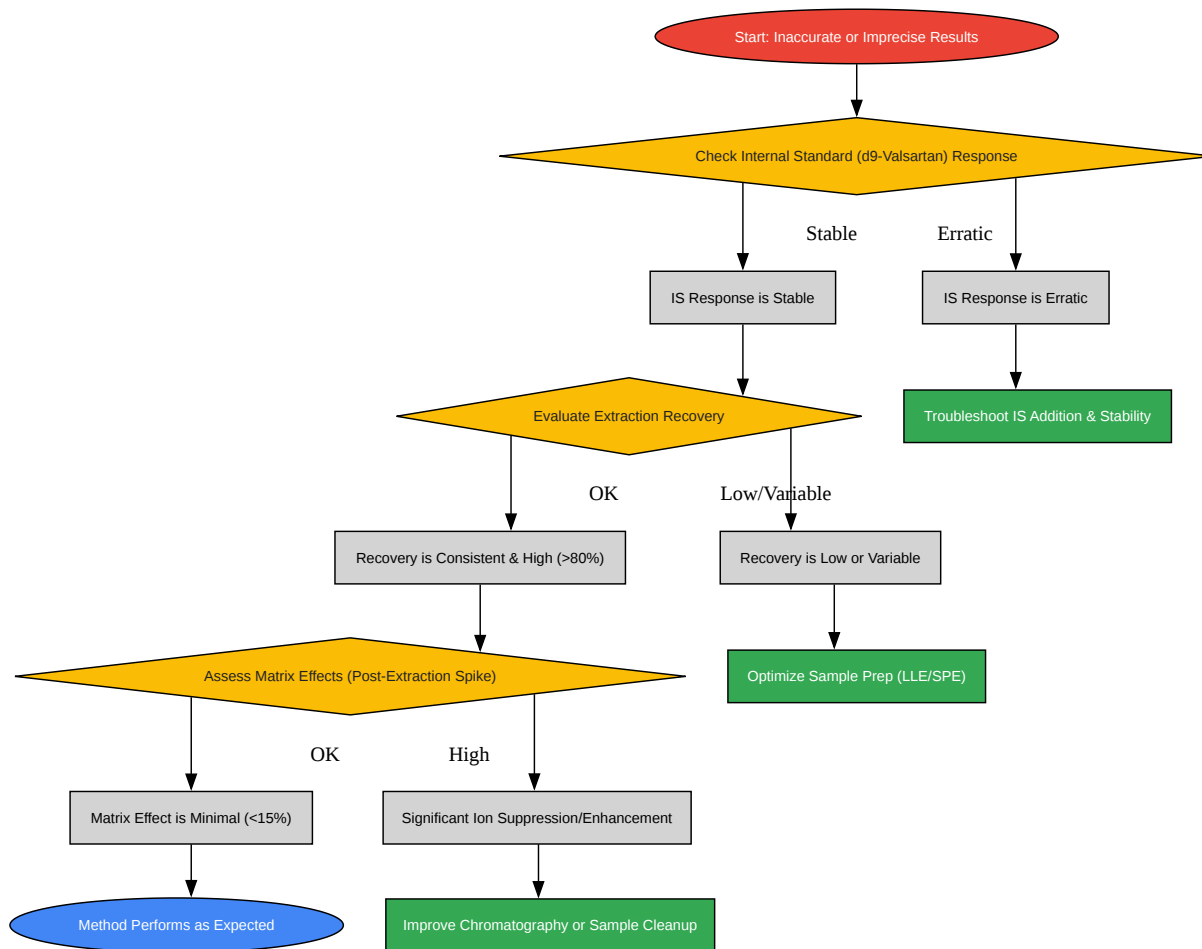 Start: Inaccurate or Imprecise Results
Check Internal Standard (d9-Valsartan) Response
Stable
Erratic
IS Response is Stable
IS Response is Erratic
Evaluate Extraction Recovery
Troubleshoot IS Addition & Stability
OK
Low/Variable
Recovery is Consistent & High (>80%)
Recovery is Low or Variable
Assess Matrix Effects (Post-Extraction Spike)
Optimize Sample Prep (LLE/SPE)
OK
High
Matrix Effect is Minimal (<15%)
Significant Ion Suppression/Enhancement
Method Performs as Expected
Improve Chromatography or Sample Cleanup